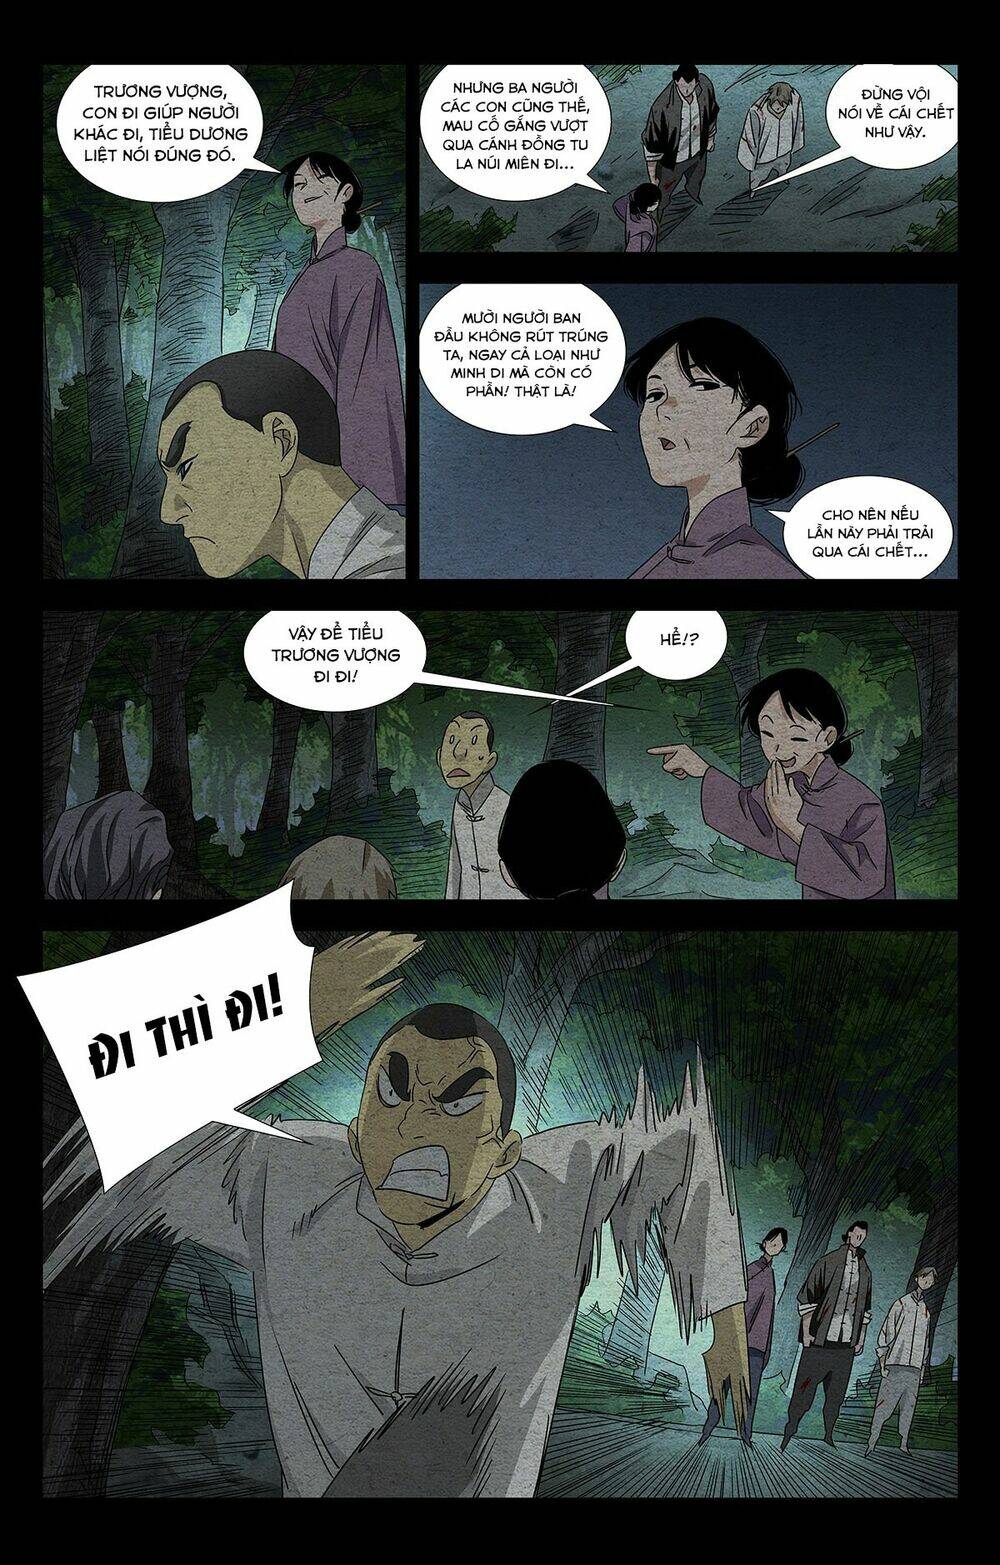 TRƯƠNG VƯỢNG,
CON ĐI GIÚP NGƯỜI
KHÁC ĐI, TIỂU DƯƠNG
LIỆT NÓI ĐÚNG ĐÓ.
NHƯNG BA NGƯỜI
CÁC CON CŨNG THẾ,
MAU CỐ GẮNG VƯỢT
QUA CÁNH ĐỒNG TU
LA NÚI MIÊN ĐI...
ĐỪNG VỘI
NÓI VỀ CÁI CHẾT
NHƯ VẬY.
MƯỜI NGƯỜI BAN
ĐẦU KHÔNG RÚT TRÚNG
TA, NGAY CẢ LOẠI NHƯ
MINH DI MÀ CÒN CÓ
PHẦN! THẬT LÀ!
CHO NÊN NẾU
LẦN NÀY PHẢI TRẢI
QUA CÁI CHẾT...
VẬY ĐỂ TIỂU
TRƯƠNG VƯỢNG
ĐI ĐI!
HỂ!?
ĐI THÌ ĐI!